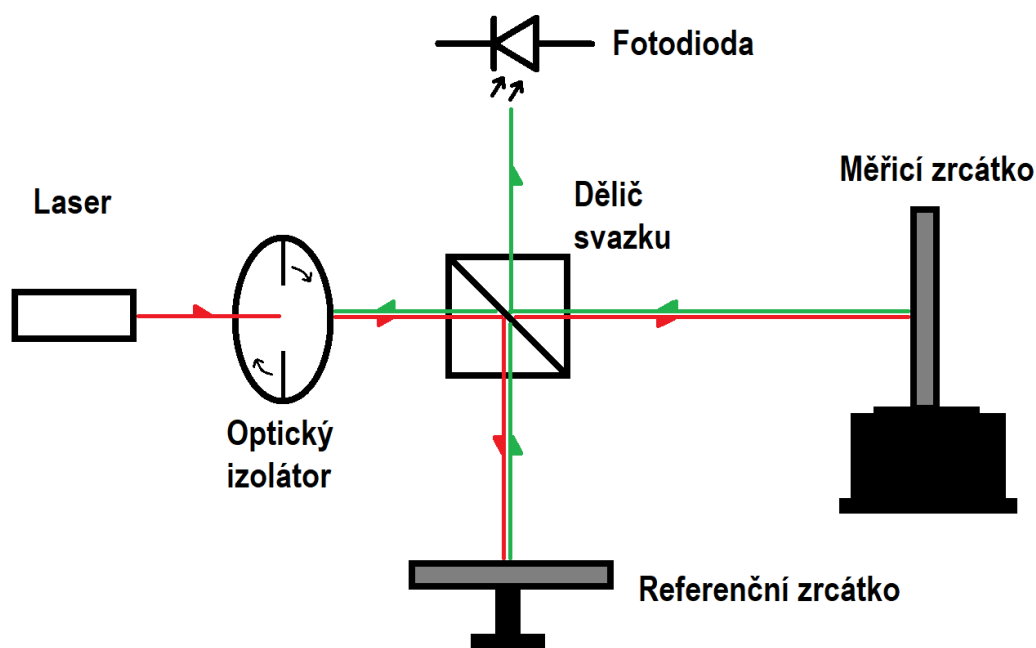 Fotodioda
Měřicí zrcátko
Laser
Dělič
svazku
Optický
izolátor
Referenční zrcátko